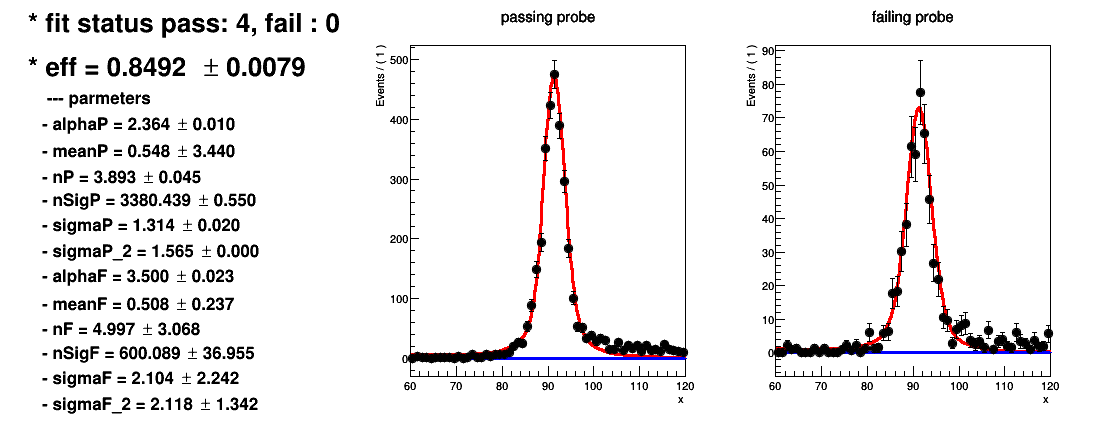 * fit status pass: 4, fail : 0
* eff = 0.8492 ± 0.0079
--- parmeters
- alphaP = 2.364 ± 0.010
- meanP = 0.548 ± 3.440
- nP = 3.893 ± 0.045
- nSigP = 3380.439 ± 0.550
- sigmaP = 1.314 ± 0.020
- sigmaP_2 = 1.565 ± 0.000
- alphaF = 3.500 ± 0.023
- meanF = 0.508 ± 0.237
- nF = 4.997 ± 3.068
- nSigF = 600.089 ± 36.955
- sigmaF = 2.104 ± 2.242
- sigmaF_2 = 2.118 ± 1.342
passing probe
Events / ( 1 )
500
400
300
200
100
0
60 70 80 90 100 110 120
x
failing probe
Events / ( 1 )
90
80
70
60
50
40
30
20
10
0
60 70 80 90 100 110 120
x